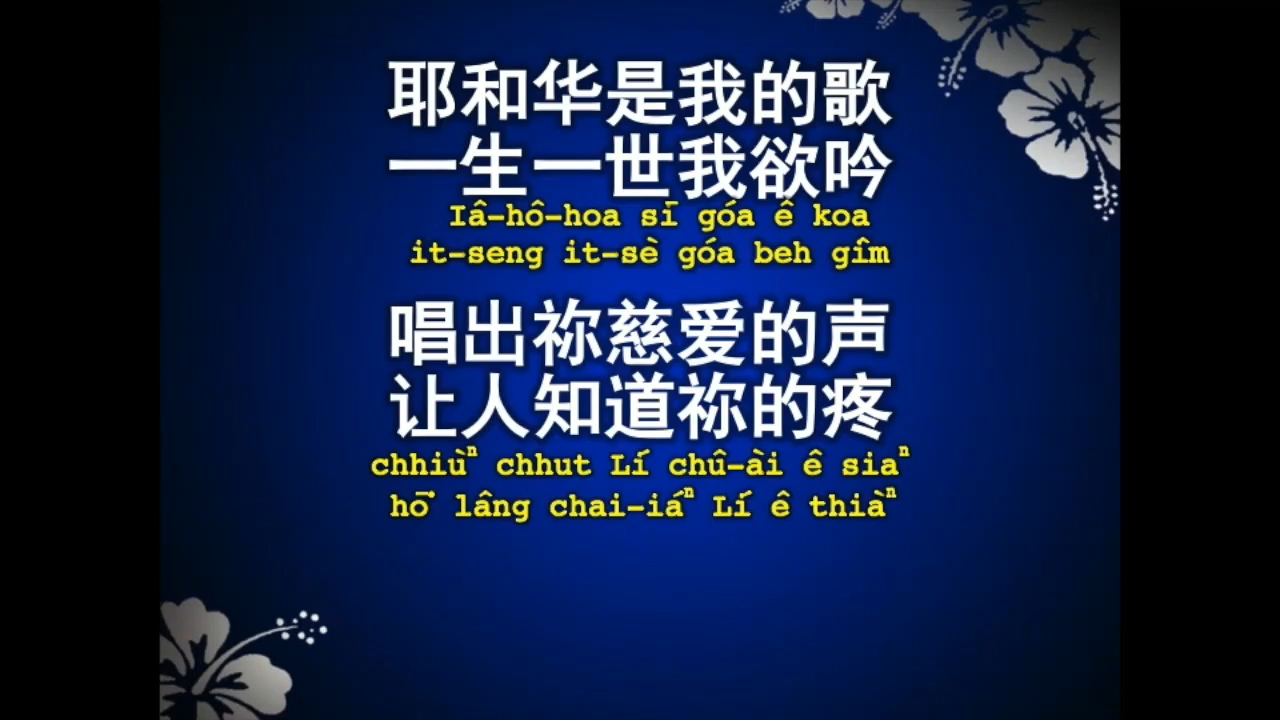 耶和华是我的歌
一生一世我欲吟
Iâ-hô-hoa sī góa ê koa
it-seng it-sè góa beh gîm
唱出祢慈爱的声
让人知道祢的疼
chhiùⁿ chhut Lí chû-ài ê siaⁿ
hō͘ lâng chai-iáⁿ Lí ê thiàⁿ